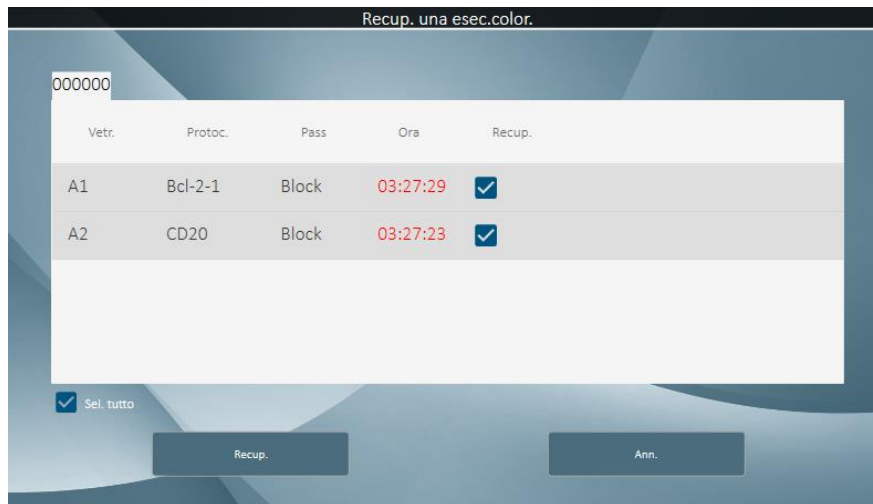 Recup. una esec.color.
000000
Vetr. Protoc. Pass Ora Recup.
A1 Bcl-2-1 Block 03:27:29
A2 CD20 Block 03:27:23
Sel. tutto
Recup. Ann.